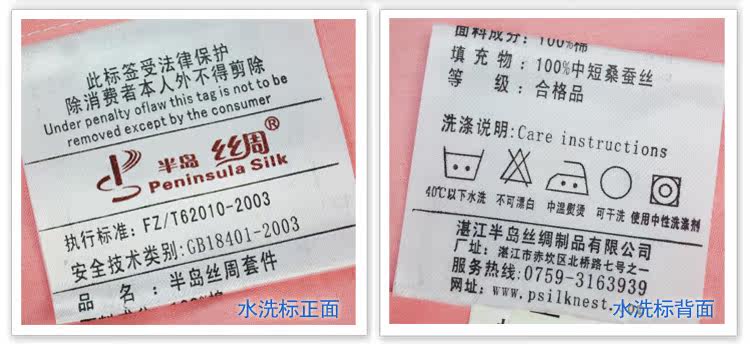 此标签受法律保护
除消费者本人外不得剪除
Under penalty oflaw this tag is not to be
removed except by the consumer
半岛 丝周®
Peninsula Silk
执行标准: FZ/T62010-2003
安全技术类别: GB18401-2003
品 名 : 半岛丝周套件
水洗标正面
面料成分: 100%棉
填 充 物: 100%中短桑蚕丝
等 级: 合格品
洗涤说明:Care instructions
40℃以下水洗 不可漂白 中温熨烫 可干洗 使用中性洗涤剂
湛江半岛丝绸制品有限公司
厂址: 湛江市赤坎区北桥路七号之一
服务热线:0759-3163939
网址: www.psilknest.
水洗标背面